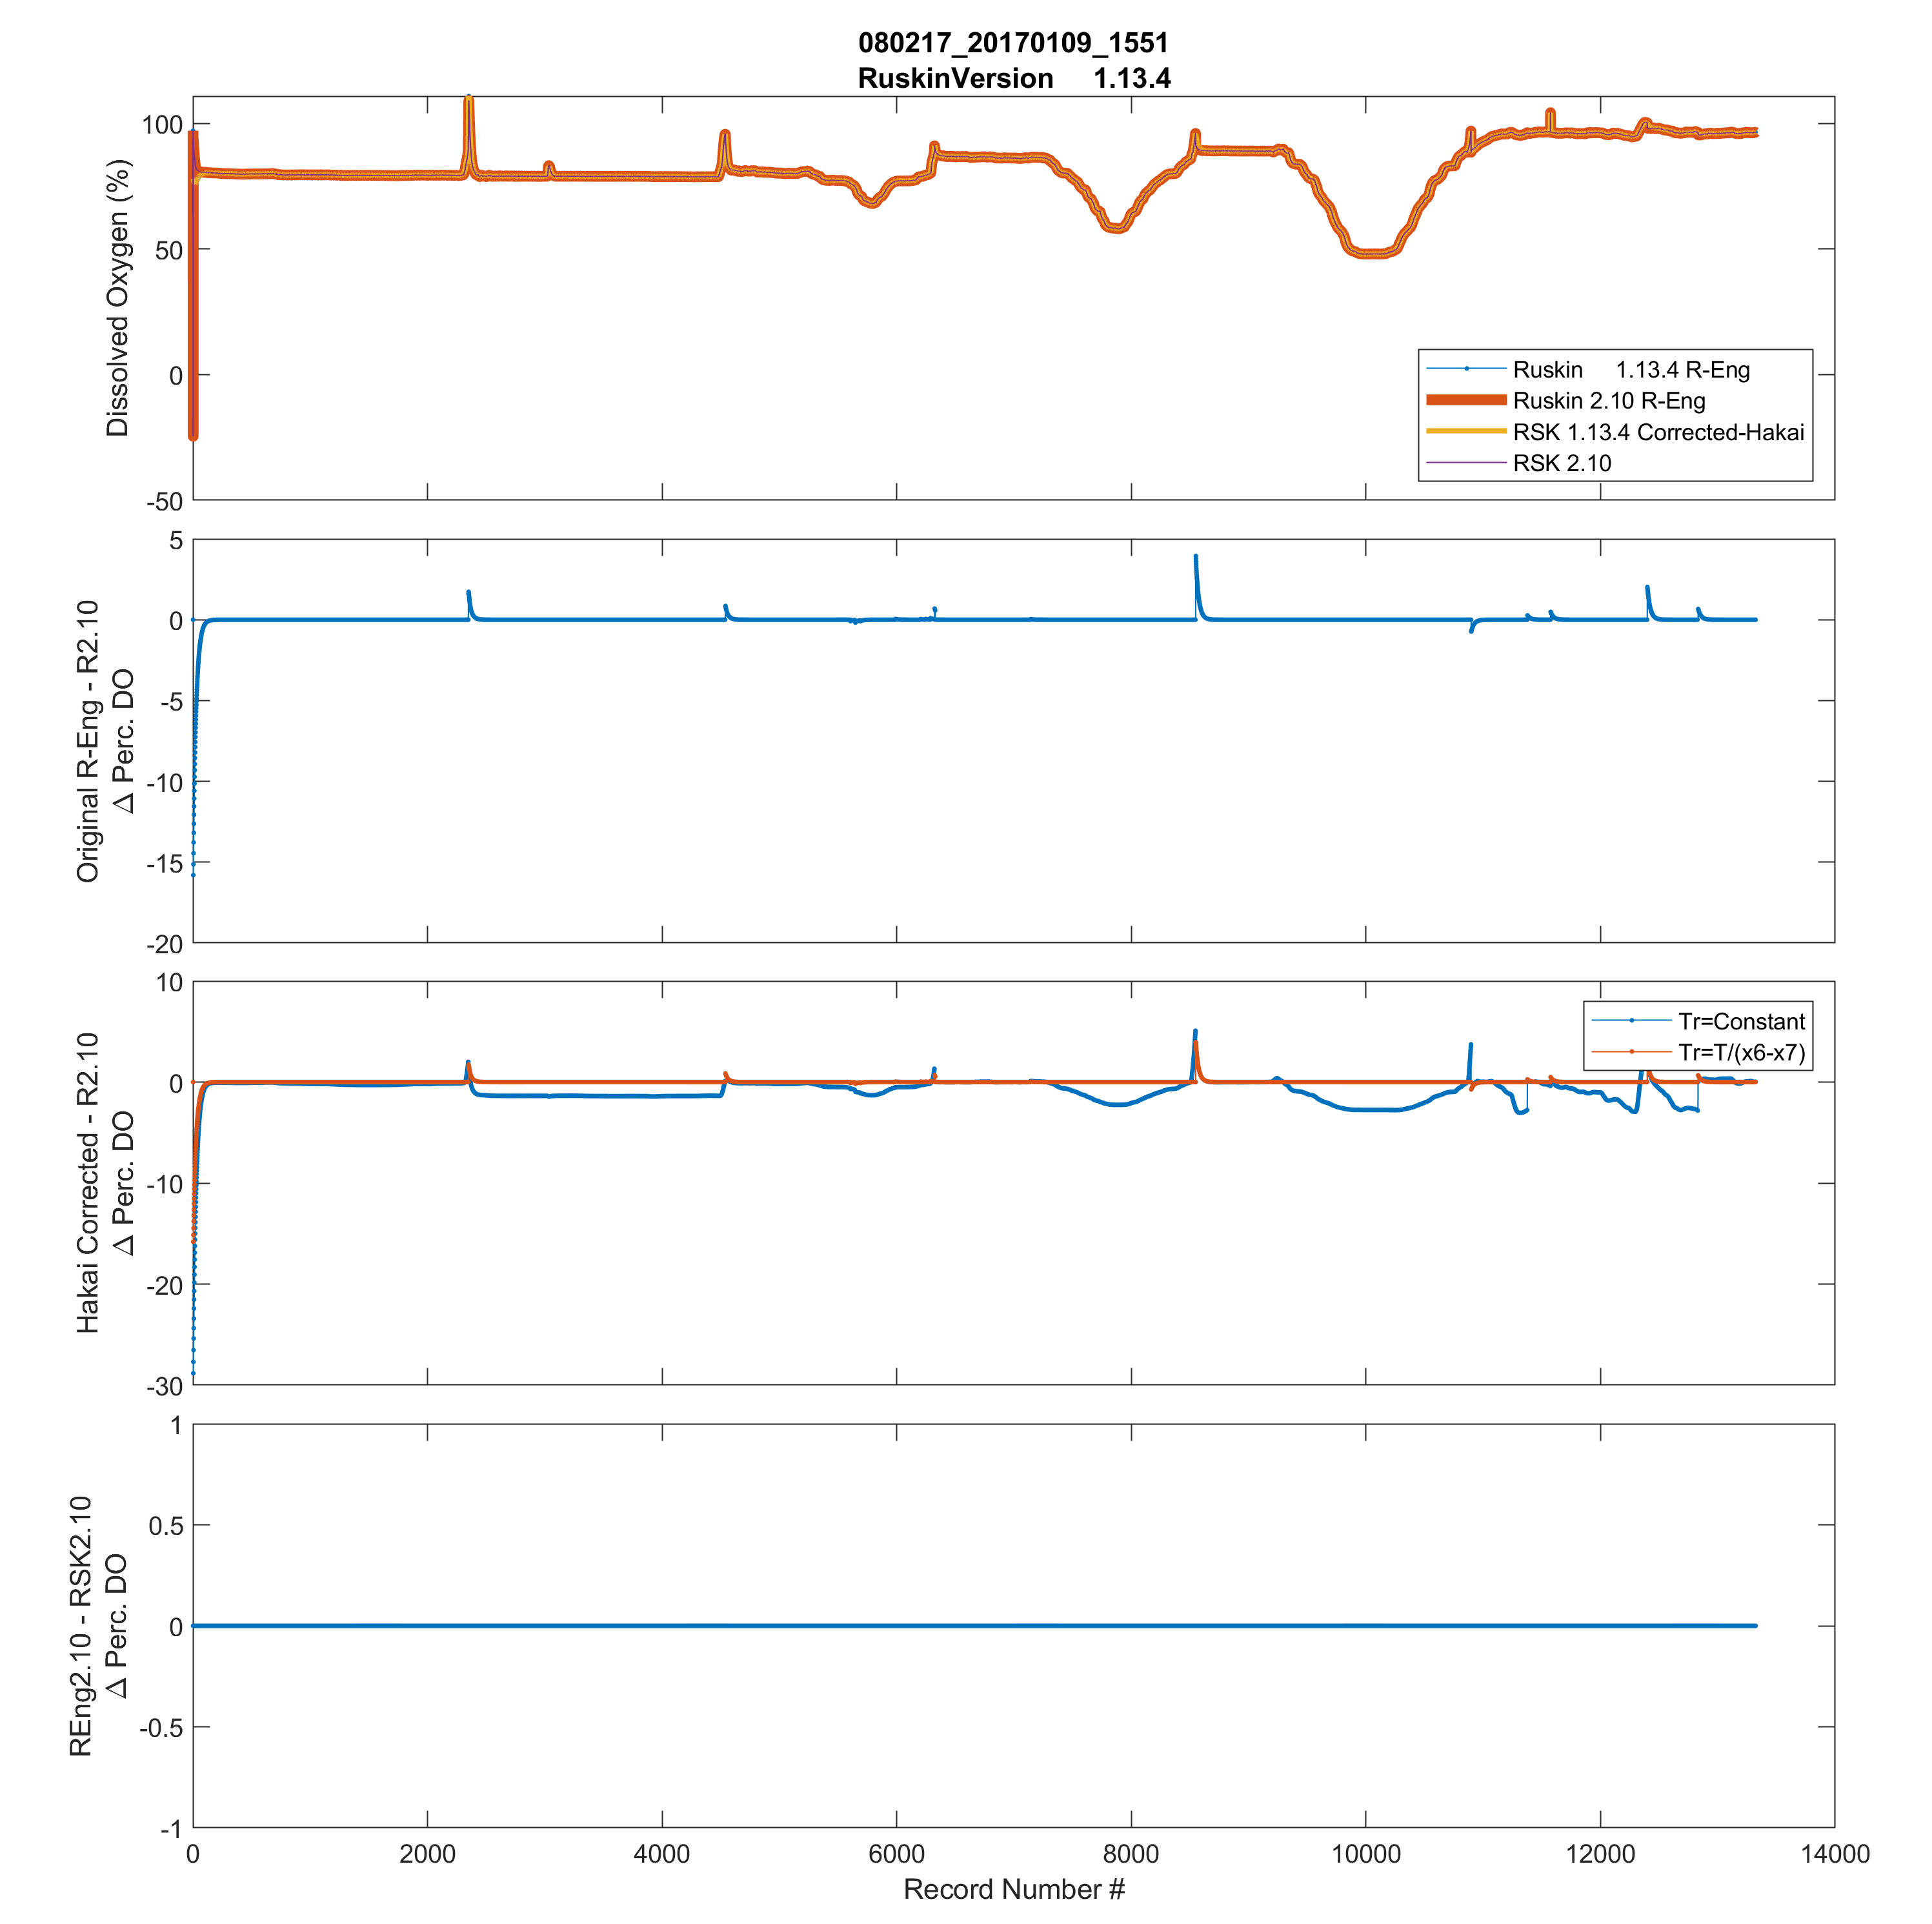 080217_20170109_1551
RuskinVersion 1.13.4
Dissolved Oxygen (%)
100
50
0
-50
Ruskin 1.13.4 R-Eng
Ruskin 2.10 R-Eng
RSK 1.13.4 Corrected-Hakai
RSK 2.10
Original R-Eng - R2.10
Δ Perc. DO
5
0
-5
-10
-15
-20
Hakai Corrected - R2.10
Δ Perc. DO
10
0
-10
-20
-30
Tr=Constant
Tr=T/(x6-x7)
REng2.10 - RSK2.10
Δ Perc. DO
1
0.5
0
-0.5
-1
0 2000 4000 6000 8000 10000 12000 14000
Record Number #